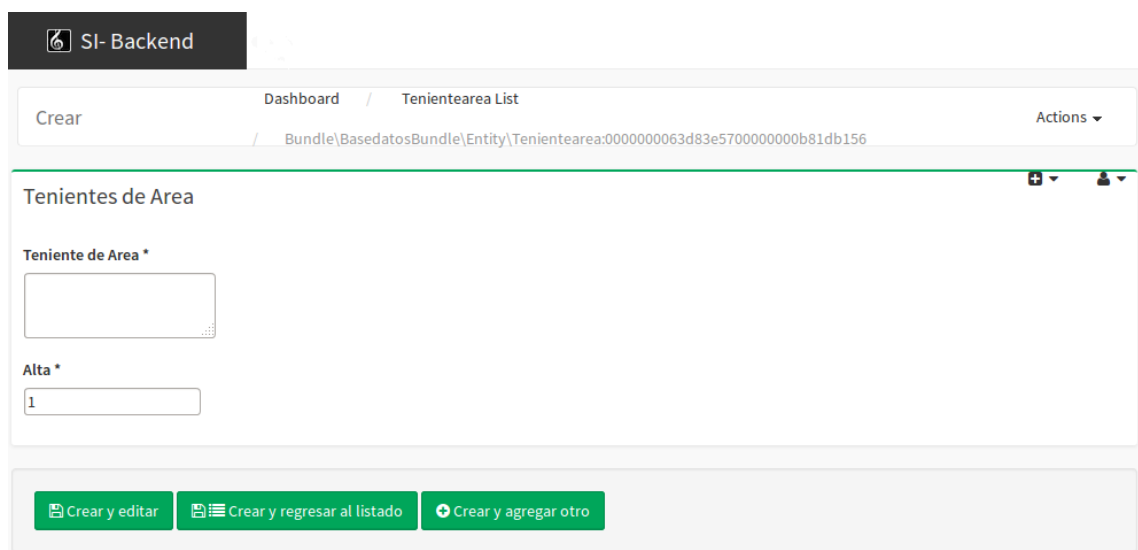 SI- Backend
Crear
Dashboard / Tenientearea List
/ Bundle\BasedatosBundle\Entity\Tenientearea:0000000063d83e5700000000b81db156
Actions
Tenientes de Area
Teniente de Area *
Alta *
1
Crear y editar
Crear y regresar al listado
Crear y agregar otro